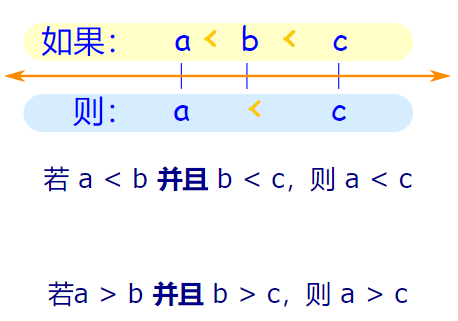 如果： a < b < c
则： a < c
若 a < b 并且 b < c，则 a < c
若a > b 并且 b > c，则 a > c